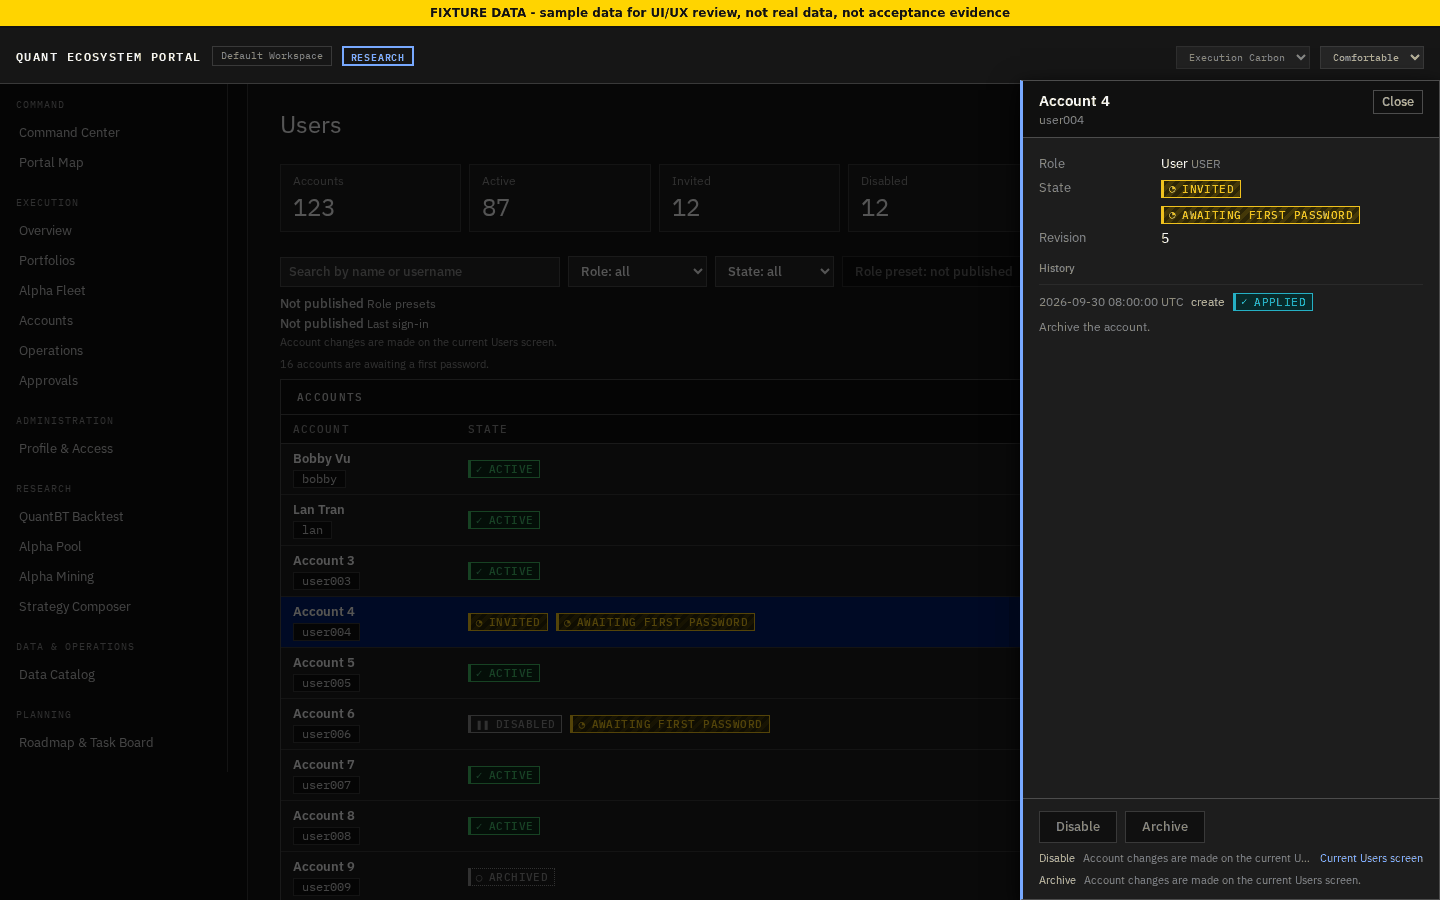 FIXTURE DATA - sample data for UI/UX review, not real data, not acceptance evidence
QUANT ECOSYSTEM PORTAL
Default Workspace
RESEARCH
Execution Carbon
Comfortable
COMMAND
Command Center
Portal Map
EXECUTION
Overview
Portfolios
Alpha Fleet
Accounts
Operations
Approvals
ADMINISTRATION
Profile & Access
RESEARCH
QuantBT Backtest
Alpha Pool
Alpha Mining
Strategy Composer
DATA & OPERATIONS
Data Catalog
PLANNING
Roadmap & Task Board
Users
Accounts
123
Active
87
Invited
12
Disabled
12
Search by name or username
Role: all
State: all
Role preset: not published
Not published Role presets
Not published Last sign-in
Account changes are made on the current Users screen.
16 accounts are awaiting a first password.
ACCOUNTS
ACCOUNT STATE
Bobby Vu
bobby
✓ ACTIVE
Lan Tran
lan
✓ ACTIVE
Account 3
user003
✓ ACTIVE
Account 4
user004
INVITED AWAITING FIRST PASSWORD
Account 5
user005
✓ ACTIVE
Account 6
user006
DISABLED AWAITING FIRST PASSWORD
Account 7
user007
✓ ACTIVE
Account 8
user008
✓ ACTIVE
Account 9
user009
ARCHIVED
Account 4
user004
Close
Role User USER
State INVITED
AWAITING FIRST PASSWORD
Revision 5
History
2026-09-30 08:00:00 UTC create ✓ APPLIED
Archive the account.
Disable
Archive
Disable Account changes are made on the current U... Current Users screen
Archive Account changes are made on the current Users screen.